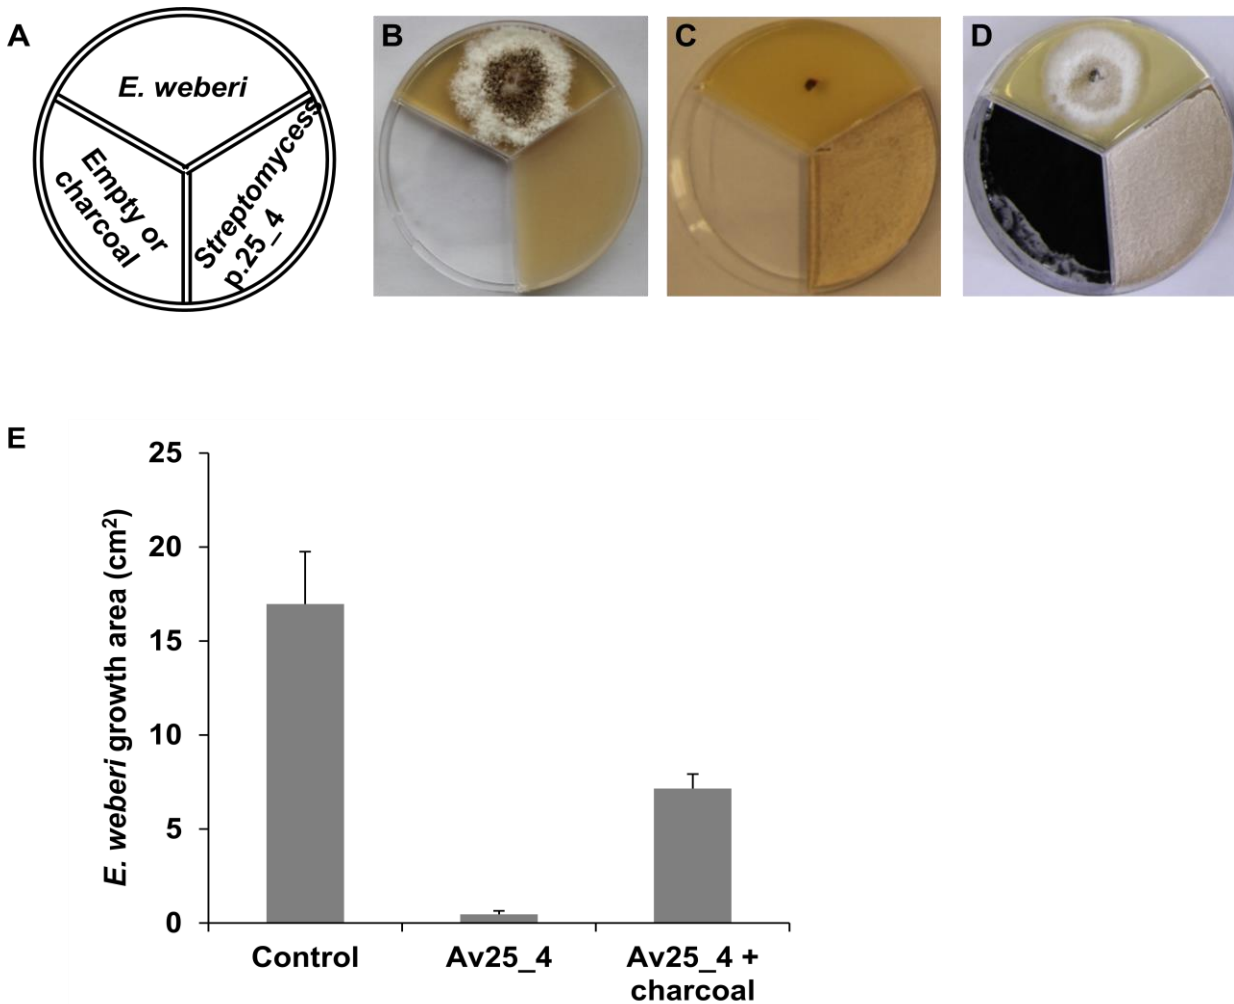 A
E. weberi
Empty or
charcoal
Streptomycess
p.25_4
B
C
D
E
E. weberi growth area (cm²)
25
20
15
10
5
0
Control
Av25_4
Av25_4 +
charcoal